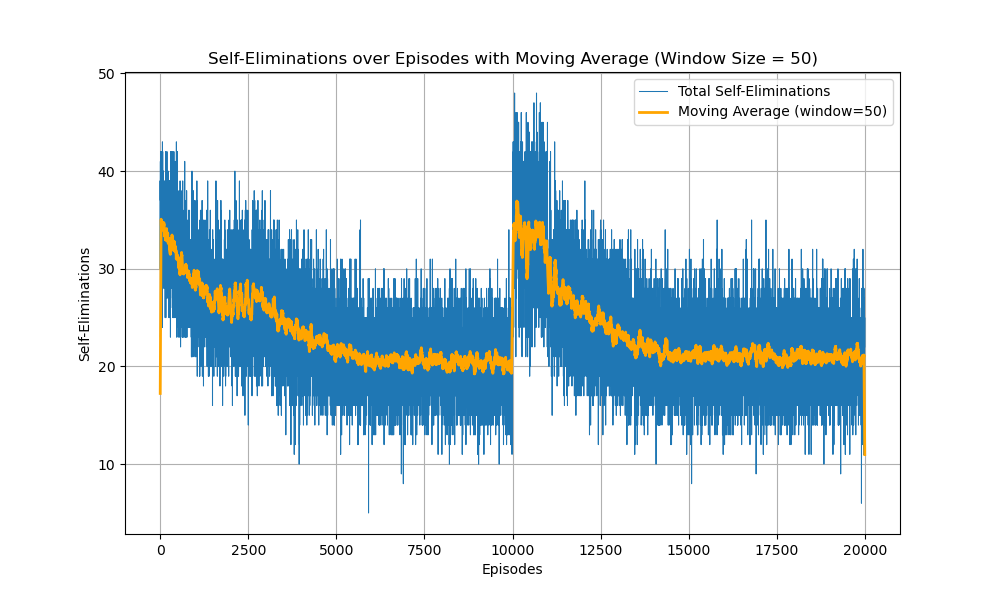 Self-Eliminations over Episodes with Moving Average (Window Size = 50)
Total Self-Eliminations
Moving Average (window=50)
Self-Eliminations
50
40
30
20
10
0
2500
5000
7500
10000
12500
15000
17500
20000
Episodes